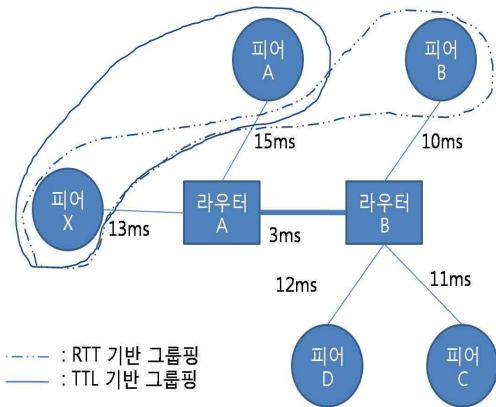 피어
A
피어
B
15ms
10ms
피어
X
13ms
라우터
A
3ms
라우터
B
12ms
11ms
: RTT 기반 그룹핑
: TTL 기반 그룹핑
피어
D
피어
C